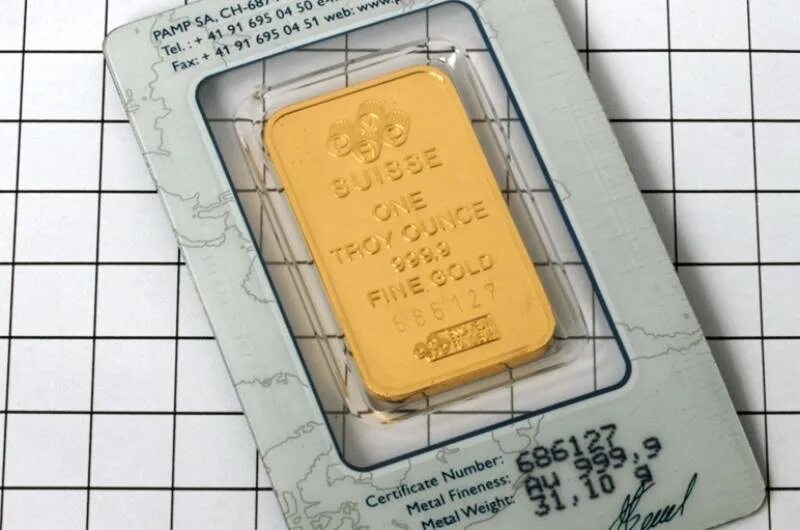 PAMP SA, CH-687
Tel.: + 41 91 695 04 50 e-
Fax: + 41 91 695 04 51 web: www.p
SUISSE
ONE
TROY OUNCE
999.9
FINE GOLD
686127
Certificate Number: 686127
Metal Fineness: Au 999,9
Metal Weight: 31,10 g